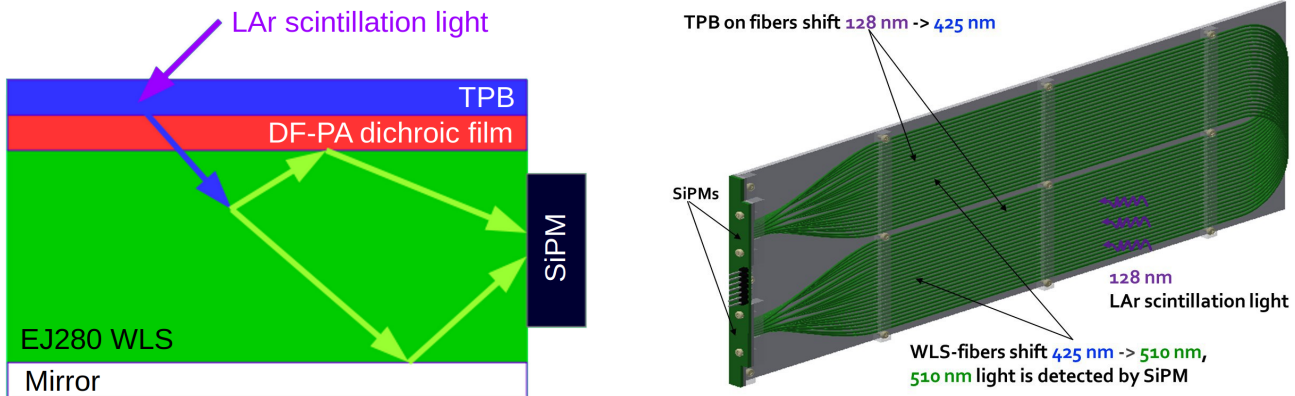 LAr scintillation light
TPB
DF-PA dichroic film
SiPM
EJ280 WLS
Mirror
TPB on fibers shift 128 nm -> 425 nm
SiPMs
128 nm
LAr scintillation light
WLS-fibers shift 425 nm -> 510 nm,
510 nm light is detected by SiPM